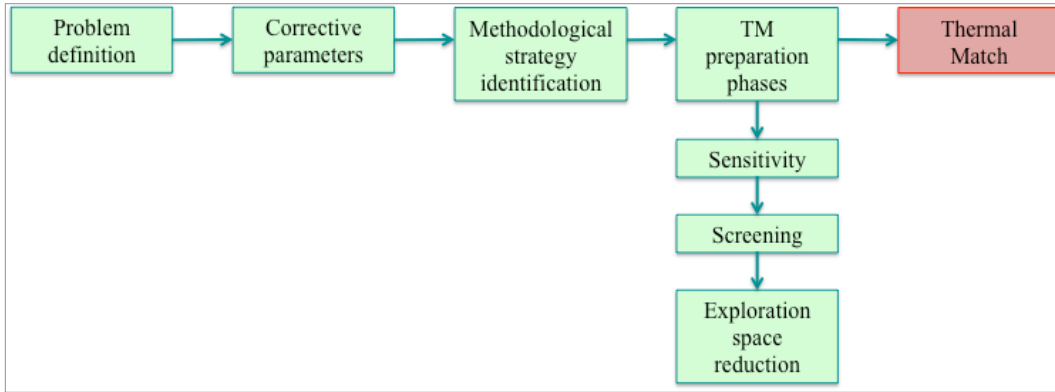 Problem
definition
Corrective
parameters
Methodological
strategy
identification
TM
preparation
phases
Thermal
Match
Sensitivity
Screening
Exploration
space
reduction